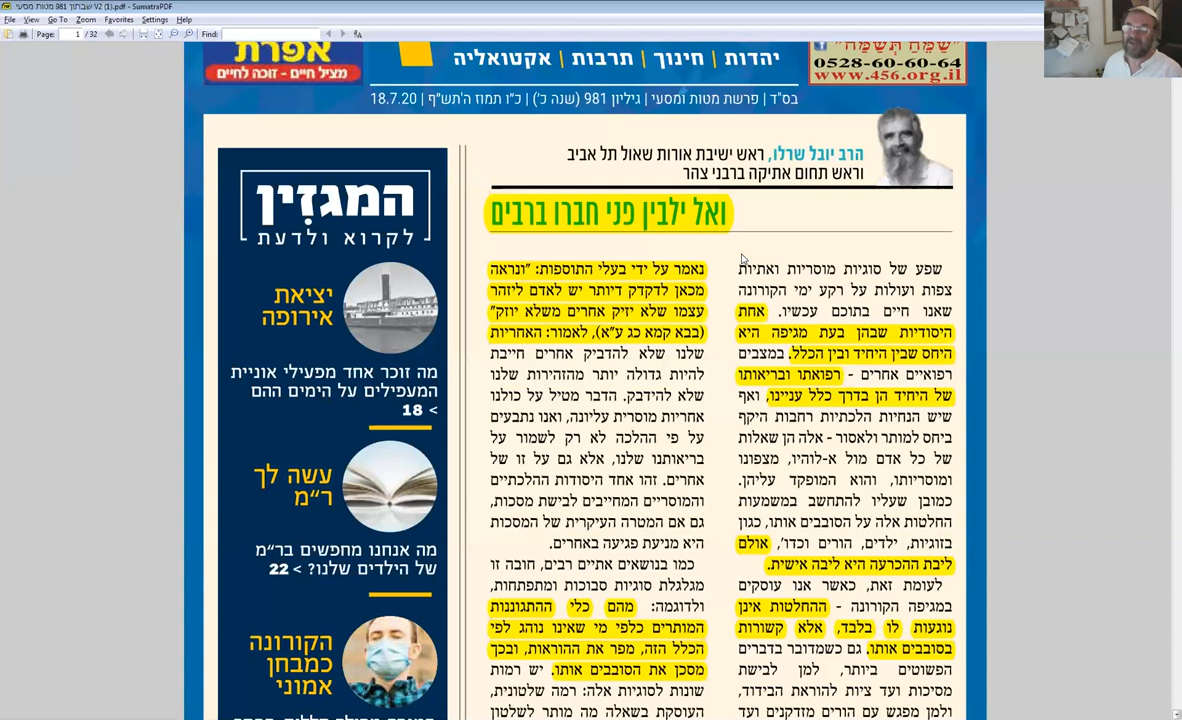 שבתון 981 מטות מסעי V2 (1).pdf - SumatraPDF
File View Go To Zoom Favorites Settings Help
Page: 1 / 32 Find:
אפרת
מציל חיים - זוכה לחיים
יהדות | חינוך | תרבות | אקטואליה
"שַׂמֵּחַ תְּשַׂמַּח"
0528-60-60-64
www.456.org.il
בס"ד | פרשת מטות ומסעי | גיליון 981 (שנה כ') | כ"ו תמוז ה'תש"ף | 18.7.20
הרב יובל שרלו, ראש ישיבת אורות שאול תל אביב
וראש תחום אתיקה ברבני צהר
ואל ילבין פני חברו ברבים
שפע של סוגיות מוסריות ואתיות
צפות ועולות על רקע ימי הקורונה
שאנו חיים בתוכם עכשיו. אחת
היסודיות שבהן בעת מגיפה היא
היחס שבין היחיד ובין הכלל. במצבים
רפואיים אחרים - רפואתו ובריאותו
של היחיד הן בדרך כלל עניינו, ואף
שיש הנחיות הלכתיות רחבות היקף
ביחס למותר ולאסור - אלה הן שאלות
של כל אדם מול א-לוהיו, מצפונו
ומוסריותו, והוא המופקד עליהן.
כמובן שעליו להתחשב במשמעות
החלטות אלה על הסובבים אותו, כגון
בזוגיות, ילדים, הורים וכדו', אולם
ליבת ההכרעה היא ליבה אישית.
לעומת זאת, כאשר אנו עוסקים
במגיפה הקורונה - ההחלטות אינן
נוגעות לו בלבד, אלא קשורות
בסובבים אותו. גם כשמדובר בדברים
הפשוטים ביותר, למן לבישת
מסיכות ועד ציות להוראת הבידוד,
ולמן מפגש עם הורים מזדקנים ועד
נאמר על ידי בעלי התוספות: "ונראה
מכאן לדקדק דיותר יש לאדם ליזהר
עצמו שלא יזיק אחרים משלא יוזק"
(בבא קמא כג ע"א), לאמור: האחריות
שלנו שלא להדביק אחרים חייבת
להיות גדולה יותר מהזהירות שלנו
שלא להידבק. הדבר מטיל על כולנו
אחריות מוסרית עליונה, ואנו נתבעים
על פי ההלכה לא רק לשמור על
בריאותנו שלנו, אלא גם על זו של
אחרים. זהו אחד היסודות ההלכתיים
והמוסריים המחייבים לבישת מסכות,
גם אם המטרה העיקרית של המסכות
היא מניעת פגיעה באחרים.
כמו בנושאים אתיים רבים, חובה זו
מגלגלת סוגיות סבוכות ומתפתחות,
ולדוגמה: מהם כלי ההתגוננות
המותרים כלפי מי שאינו נוהג לפי
הכלל הזה, מפר את ההוראות, ובכך
מסכן את הסובבים אותו. יש רמות
שונות לסוגיות אלה: רמה שלטונית,
העוסקת בשאלה מה מותר לשלטון
המגזין
לקרוא ולדעת
יציאת
אירופה
מה זוכר אחד מפעילי אוניית
המעפילים על הימים ההם
> 18
עשה לך
ר"מ
מה אנחנו מחפשים בר"מ
של הילדים שלנו? > 22
הקורונה
כמבחן
אמוני